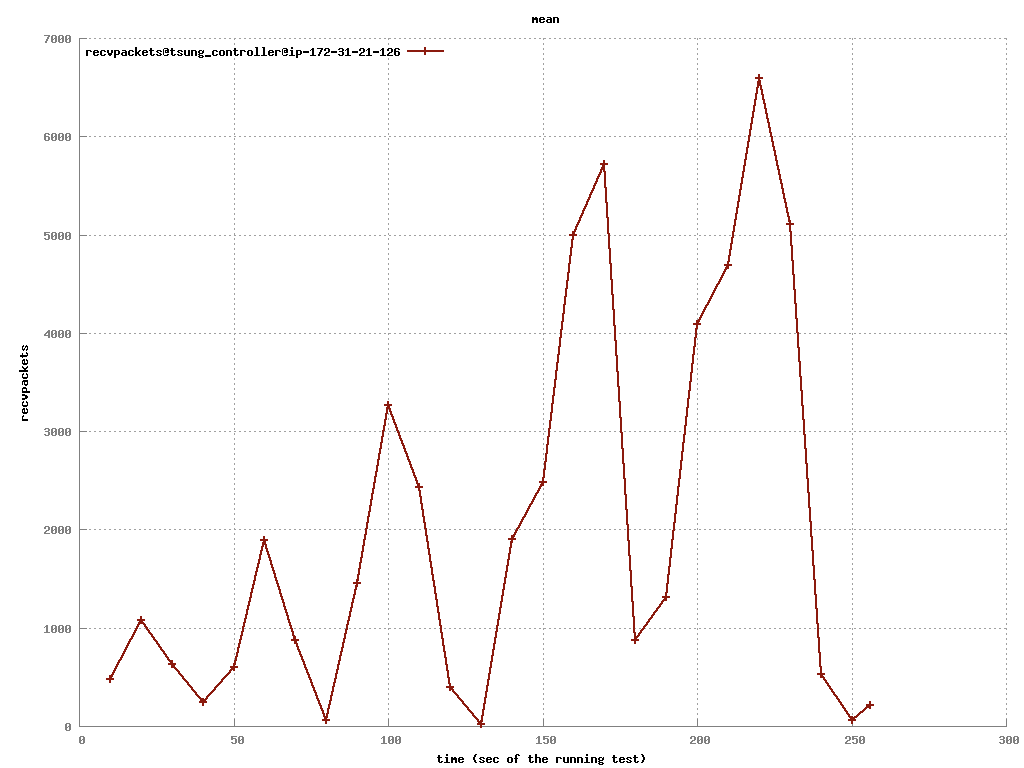 mean
7000
recvpackets@tsung_controller@ip-172-31-21-126
6000
5000
4000
3000
2000
1000
0
recvpackets
0 50 100 150 200 250 300
time (sec of the running test)